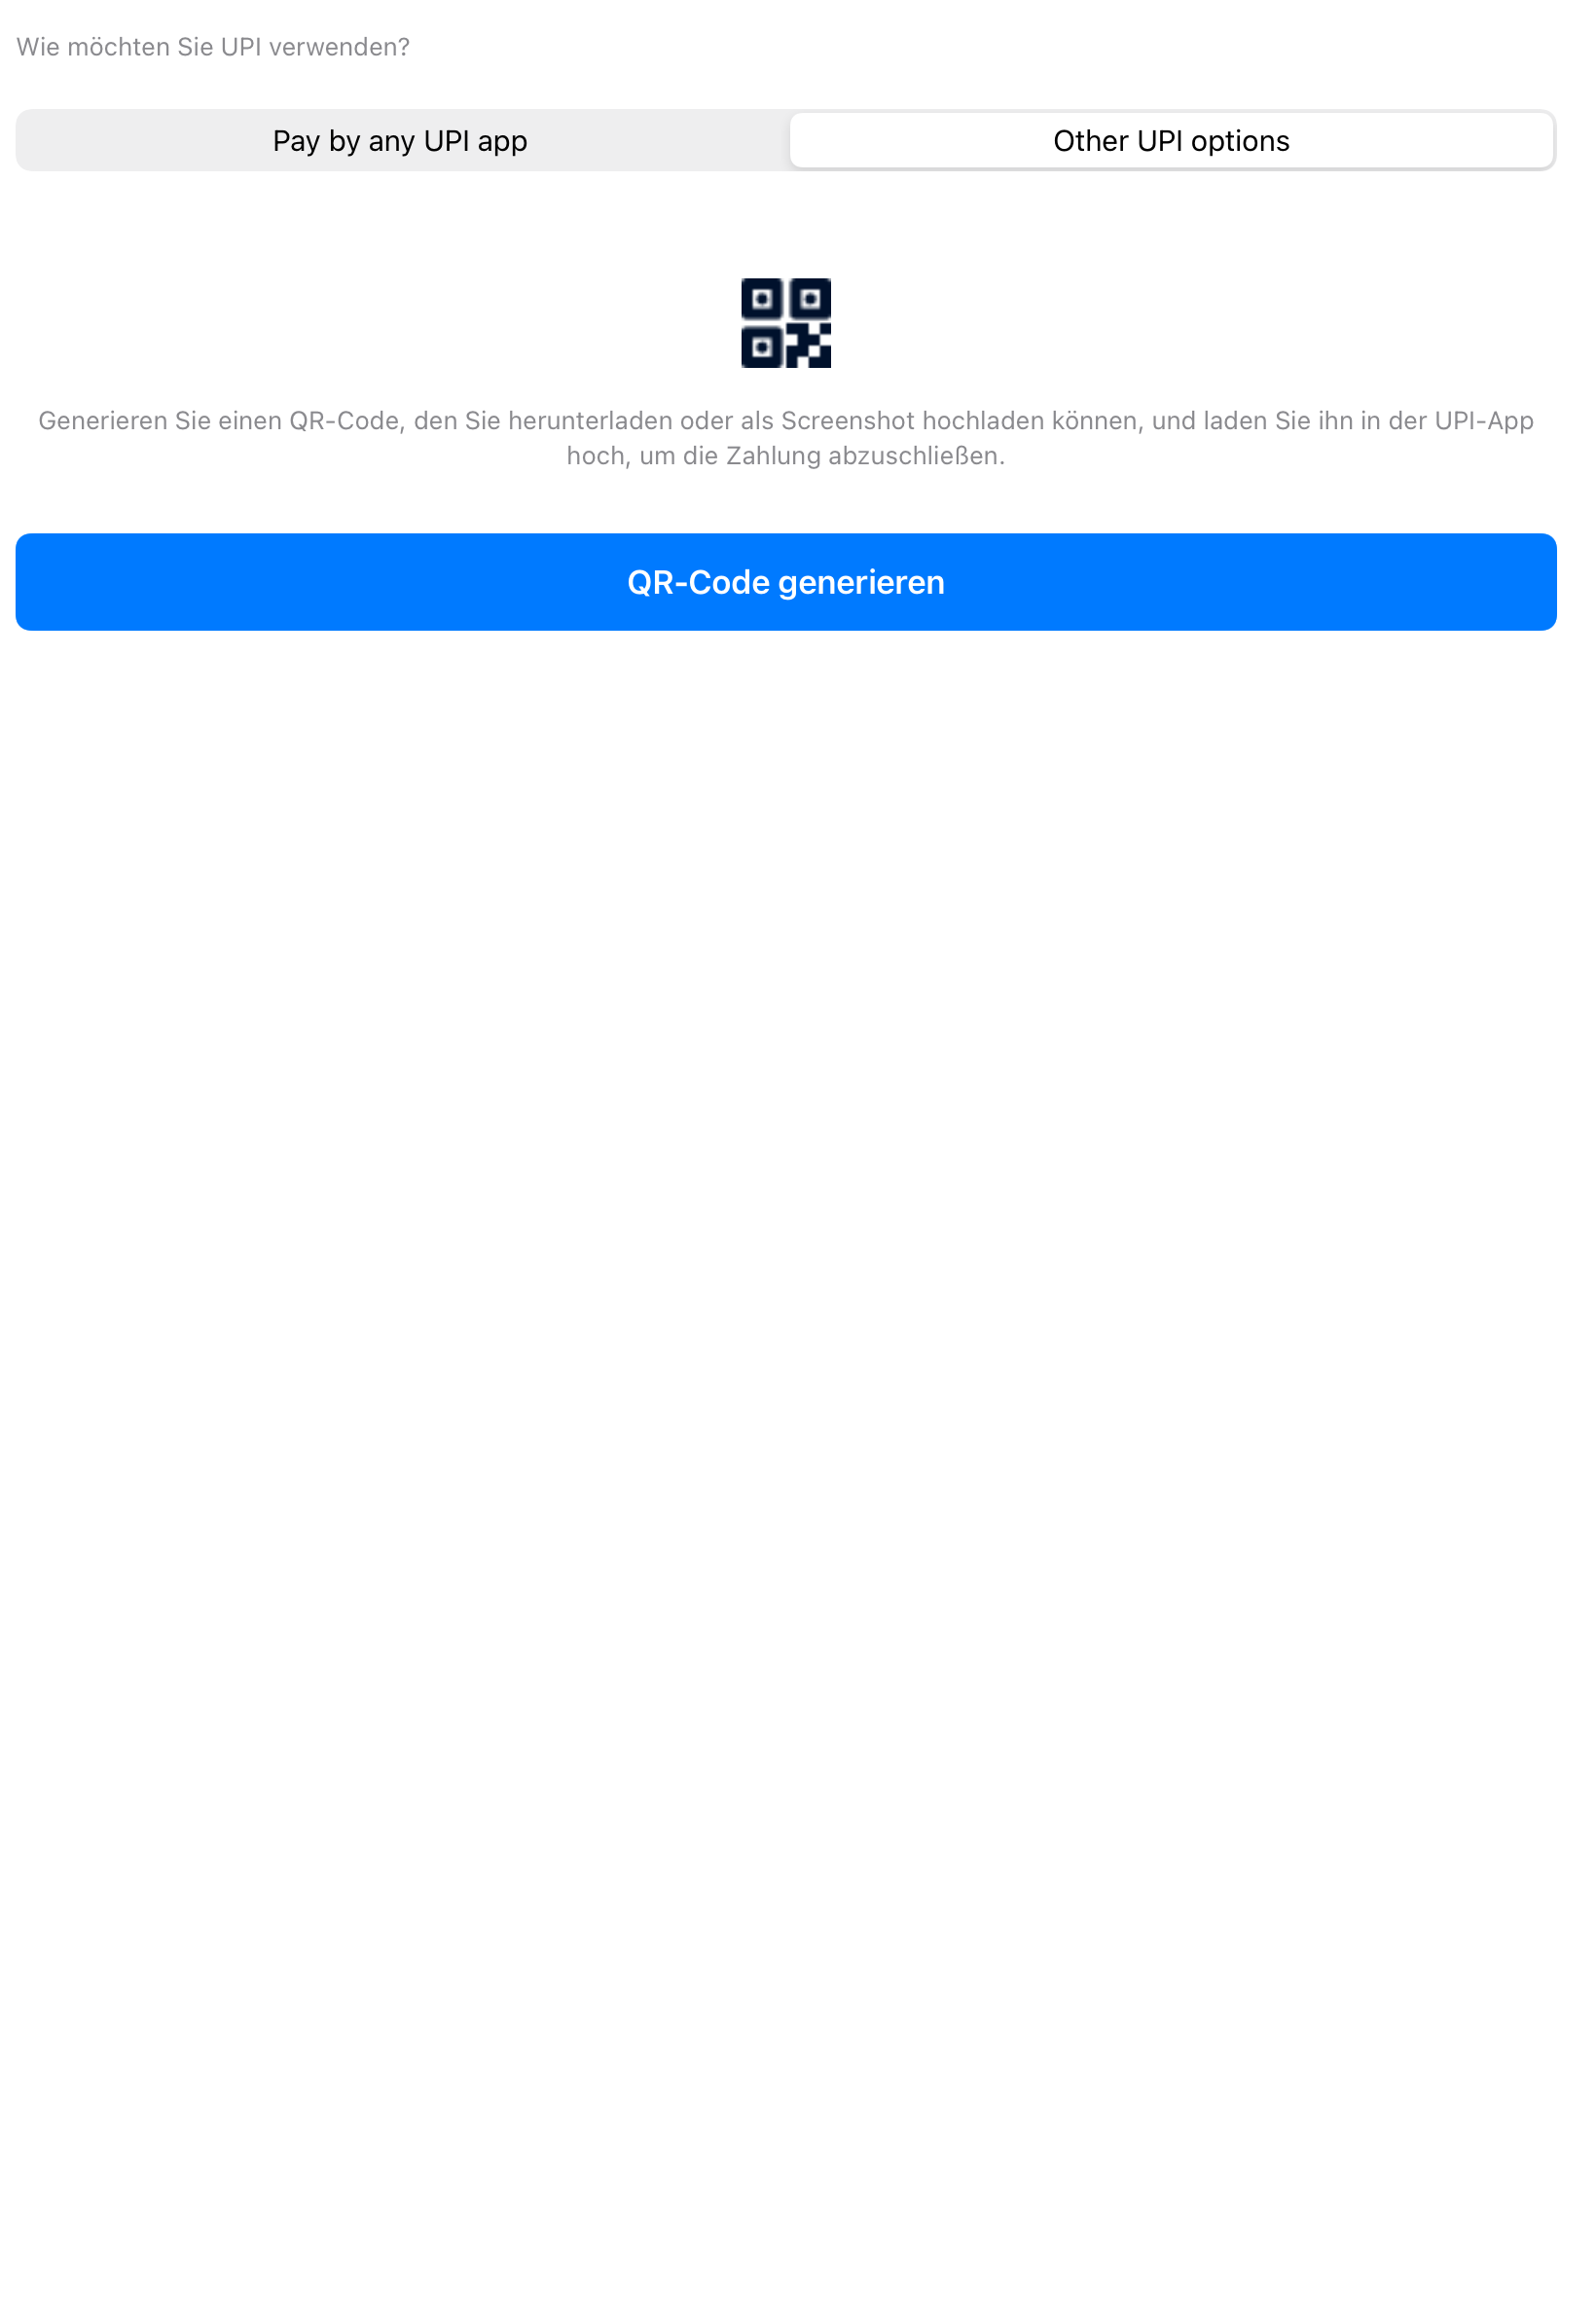 Wie möchten Sie UPI verwenden?
Pay by any UPI app
Other UPI options
Generieren Sie einen QR-Code, den Sie herunterladen oder als Screenshot hochladen können, und laden Sie ihn in der UPI-App
hoch, um die Zahlung abzuschließen.
QR-Code generieren